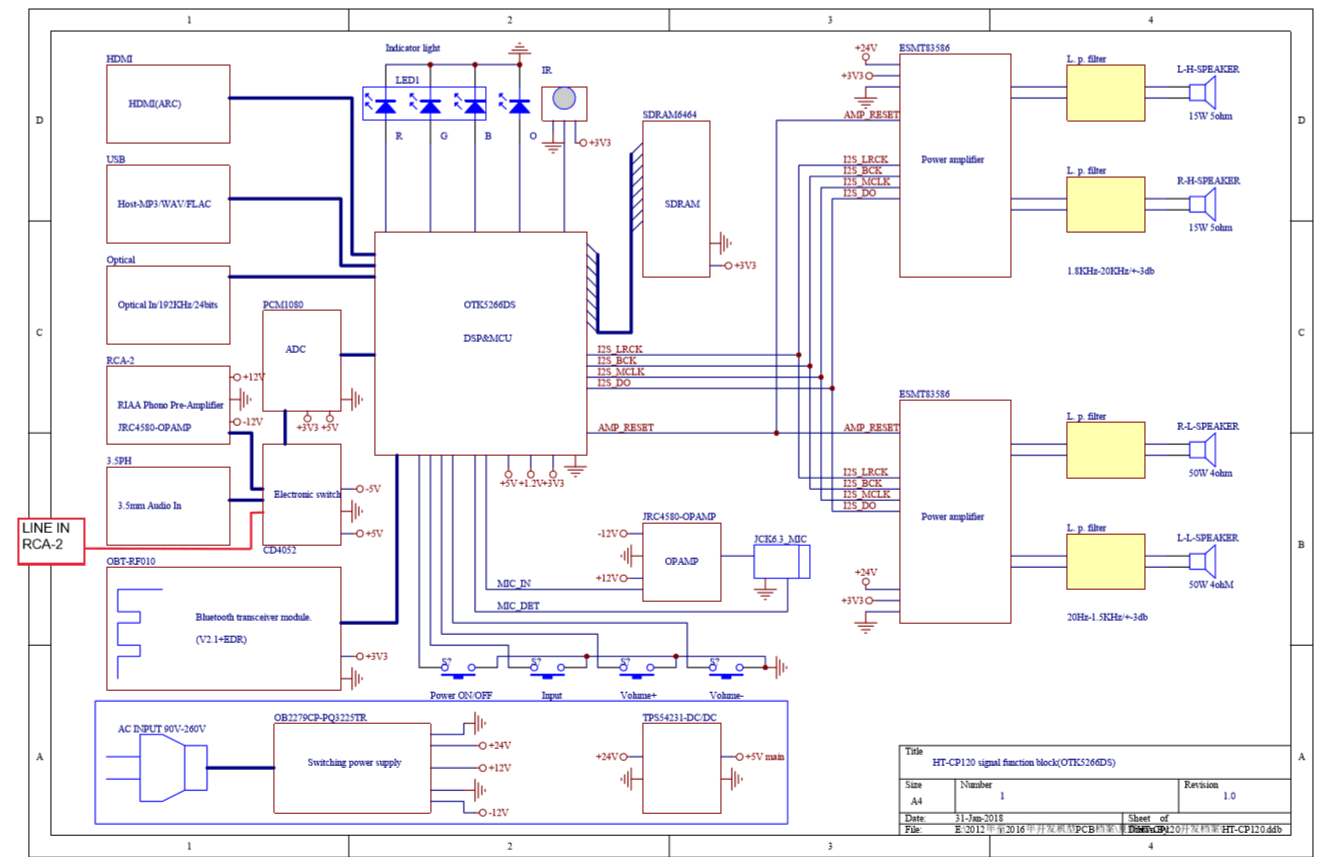 1
2
3
4
D
C
B
A
D
C
B
A
HDMI
HDMI(ARC)
USB
Host-MP3/WAV/FLAC
Optical
Optical In/192KHz/24bits
RCA-2
RIAA Phono Pre-Amplifier
JRC4580-OPAMP
+12V
-12V
3.5PH
3.5mm Audio In
LINE IN
RCA-2
OBT-RF010
Bluetooth transceiver module.
(V2.1+EDR)
+3V3
PCM1080
ADC
+3V3 +5V
Electronic switch
-5V
+5V
CD4052
Indicator light
LED1
R G B O
IR
+3V3
OTK5266DS
DSP&MCU
SDRAM6464
SDRAM
+3V3
I2S_LRCK
I2S_BCK
I2S_MCLK
I2S_DO
AMP_RESET
+5V +1.2V +3V3
JRC4580-OPAMP
-12V
OPAMP
+12V
JCK6.3_MIC
MIC_IN
MIC_DET
S? S? S? S?
Power ON/OFF Input Volume+ Volume-
ESMT83586
+24V
+3V3
AMP_RESET
I2S_LRCK
I2S_BCK
I2S_MCLK
I2S_DO
Power amplifier
L. p. filter
L-H-SPEAKER
15W 5ohm
L. p. filter
R-H-SPEAKER
15W 5ohm
1.8KHz-20KHz/+-3db
ESMT83586
AMP_RESET
I2S_LRCK
I2S_BCK
I2S_MCLK
I2S_DO
Power amplifier
+24V
+3V3
L. p. filter
R-L-SPEAKER
50W 4ohm
L. p. filter
L-L-SPEAKER
50W 4ohM
20Hz-1.5KHz/+-3db
AC INPUT 90V-260V
OB2279CP-PQ3225TR
Switching power supply
+24V
+12V
-12V
TPS54231-DC/DC
+24V
+5V main
Title
HT-CP120 signal function block(OTK5266DS)
Size
A4
Number
1
Revision
1.0
Date: 31-Jan-2018
Sheet of
File: E:\2012年至2016年开发机型PCB档案\ 120开发档案\HT-CP120.ddb
1
2
3
4